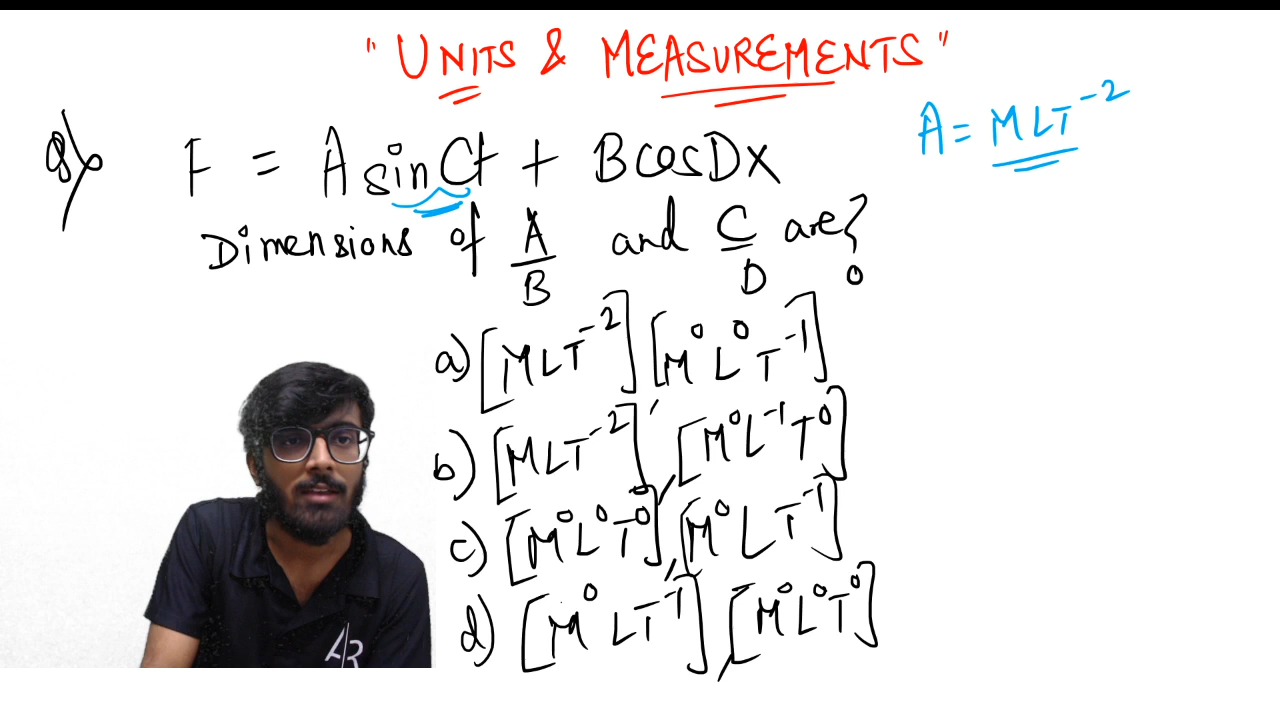 "UNITS & MEASUREMENTS"
A = MLT⁻²
Q) F = A sin Ct + B cos Dx
Dimensions of A/B and C/D are?
a) [MLT⁻²] [M⁰L⁰T⁻¹]
b) [MLT⁻²], [M⁰L⁻¹T⁰]
c) [M⁰L⁰T⁰], [M⁰LT⁻¹]
d) [M⁰LT⁻¹], [M⁰L⁰T⁰]
AR